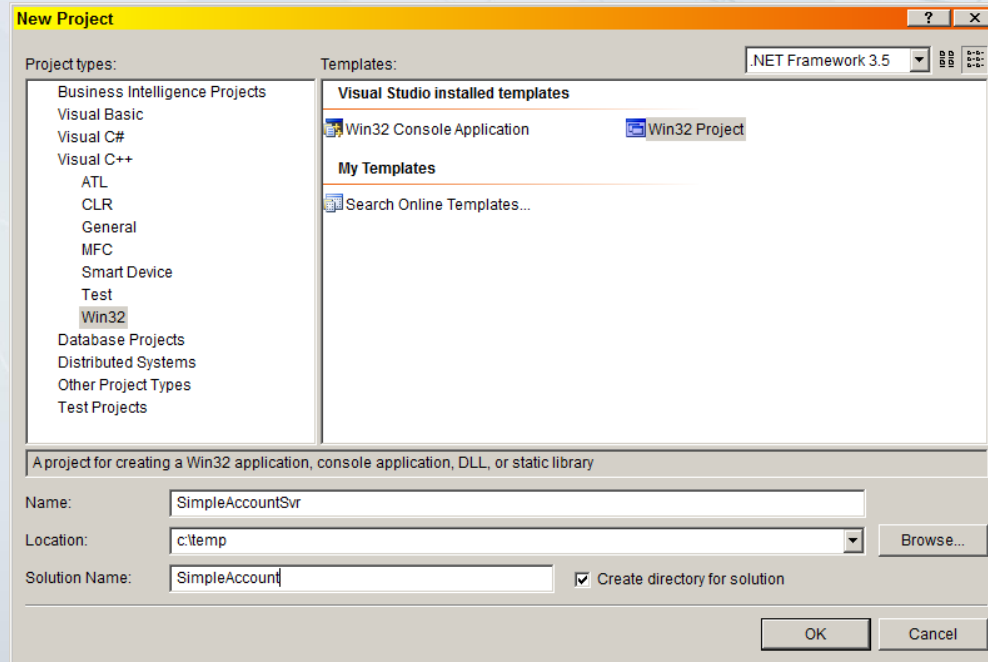 New Project
Project types:
Templates:
.NET Framework 3.5
Business Intelligence Projects
Visual Basic
Visual C#
Visual C++
ATL
CLR
General
MFC
Smart Device
Test
Win32
Database Projects
Distributed Systems
Other Project Types
Test Projects
Visual Studio installed templates
Win32 Console Application
Win32 Project
My Templates
Search Online Templates...
A project for creating a Win32 application, console application, DLL, or static library
Name:
SimpleAccountSvr
Location:
c:\temp
Browse...
Solution Name:
SimpleAccount
Create directory for solution
OK
Cancel